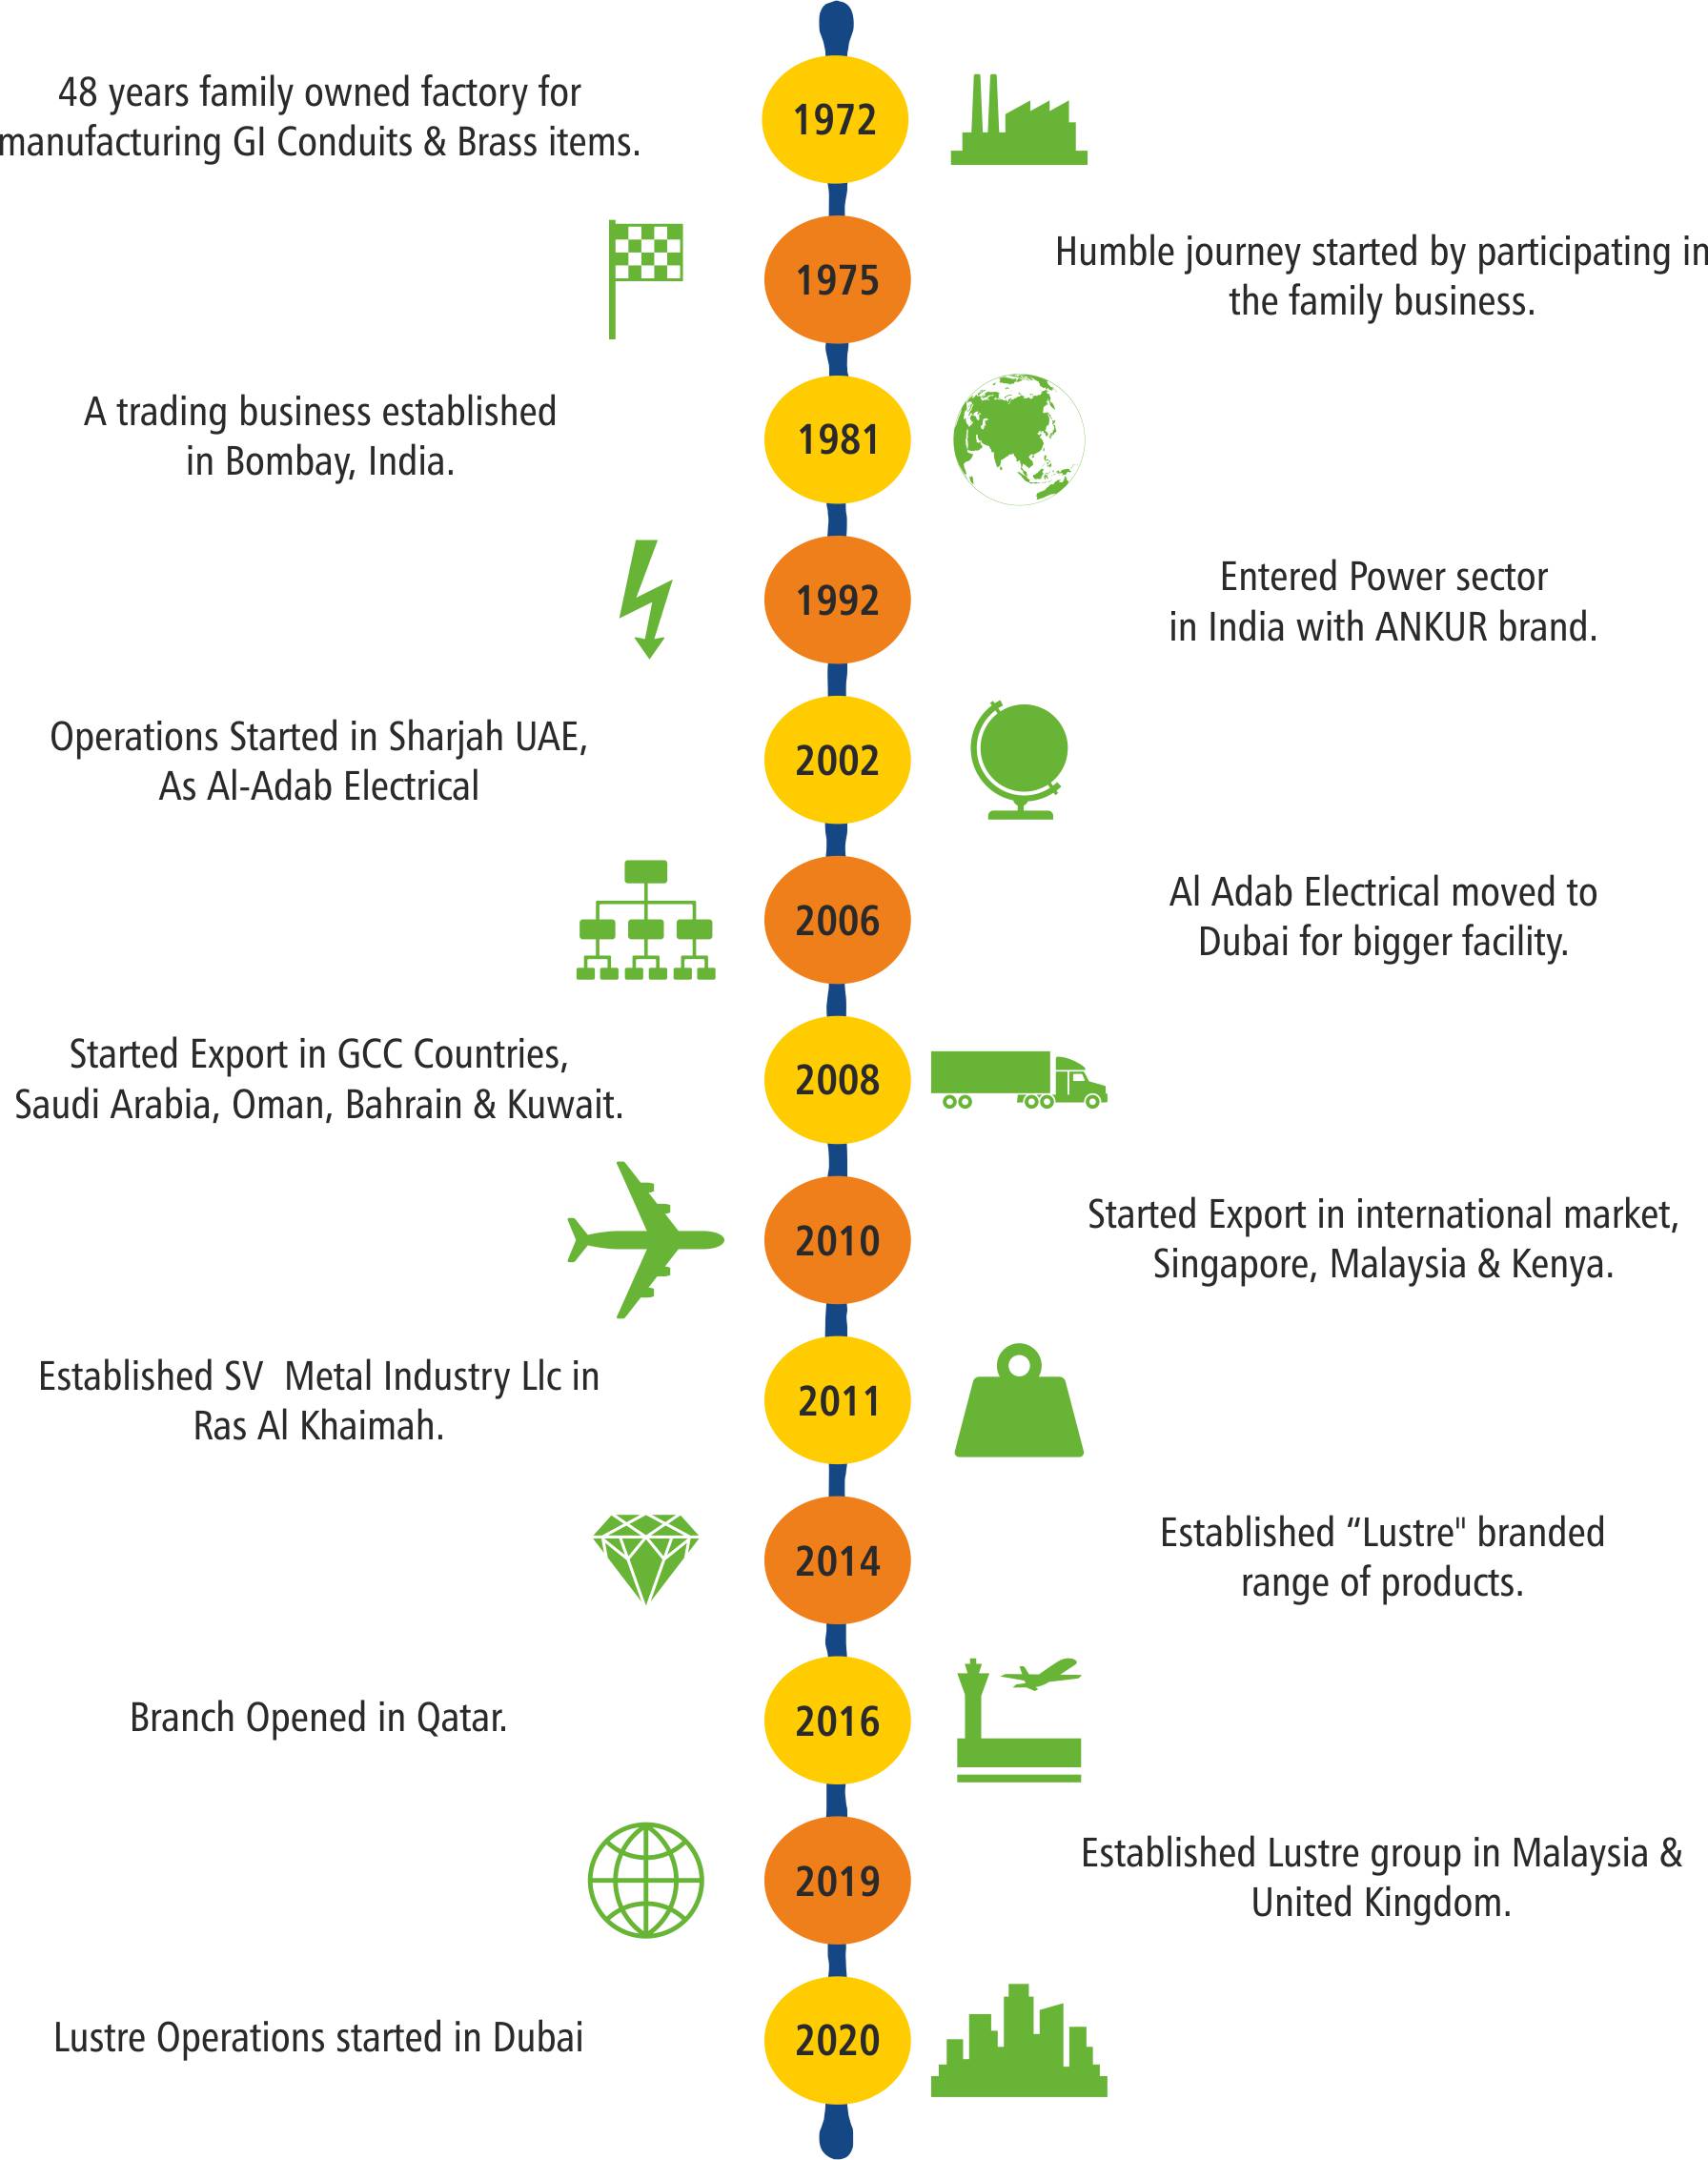 48 years family owned factory for
manufacturing GI Conduits & Brass items.
1972
1975
Humble journey started by participating in
the family business.
A trading business established
in Bombay, India.
1981
1992
Entered Power sector
in India with ANKUR brand.
Operations Started in Sharjah UAE,
As Al-Adab Electrical
2002
2006
Al Adab Electrical moved to
Dubai for bigger facility.
Started Export in GCC Countries,
Saudi Arabia, Oman, Bahrain & Kuwait.
2008
2010
Started Export in international market,
Singapore, Malaysia & Kenya.
Established SV  Metal Industry Llc in
Ras Al Khaimah.
2011
2014
Established “Lustre" branded
range of products.
Branch Opened in Qatar.
2016
2019
Established Lustre group in Malaysia &
United Kingdom.
Lustre Operations started in Dubai
2020